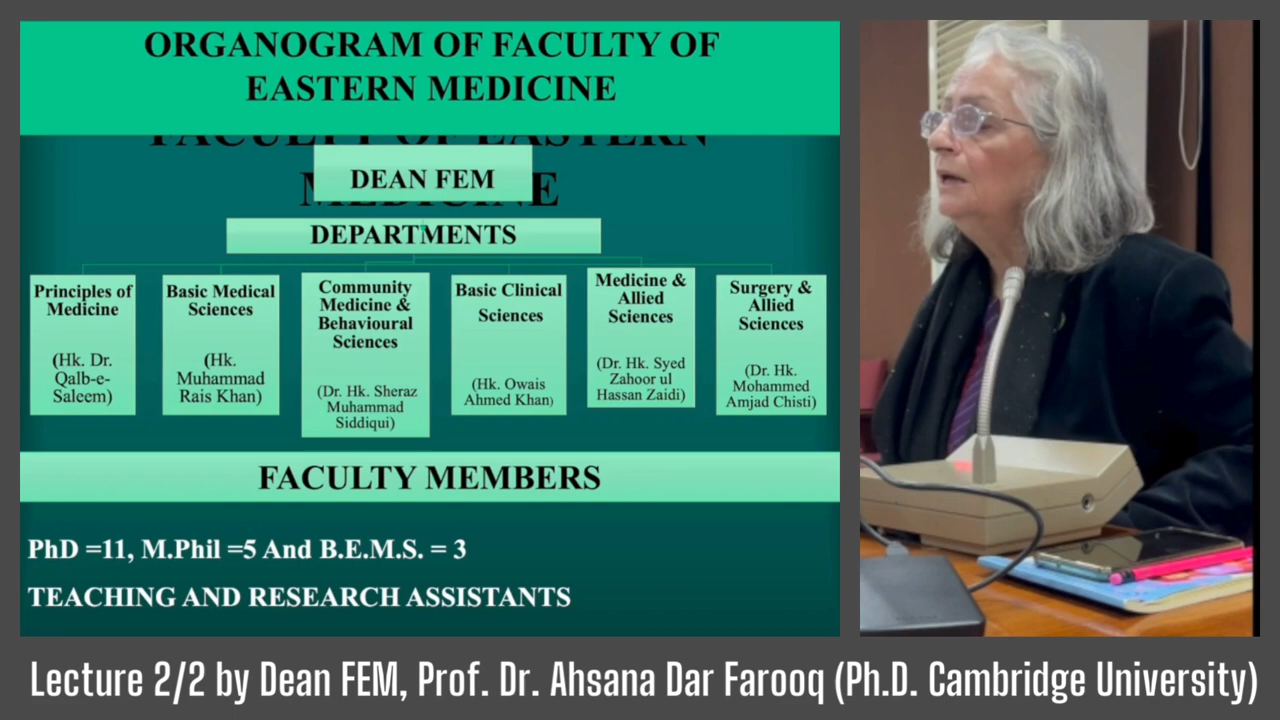 ORGANOGRAM OF FACULTY OF
EASTERN MEDICINE
FACULTY OF EASTERN
MEDICINE
DEAN FEM
DEPARTMENTS
Principles of
Medicine
(Hk. Dr.
Qalb-e-
Saleem)
Basic Medical
Sciences
(Hk.
Muhammad
Rais Khan)
Community
Medicine &
Behavioural
Sciences
(Dr. Hk. Sheraz
Muhammad
Siddiqui)
Basic Clinical
Sciences
(Hk. Owais
Ahmed Khan)
Medicine &
Allied
Sciences
(Dr. Hk. Syed
Zahoor ul
Hassan Zaidi)
Surgery &
Allied
Sciences
(Dr. Hk.
Mohammed
Amjad Chisti)
FACULTY MEMBERS
PhD =11, M.Phil =5 And B.E.M.S. = 3
TEACHING AND RESEARCH ASSISTANTS
Lecture 2/2 by Dean FEM, Prof. Dr. Ahsana Dar Farooq (Ph.D. Cambridge University)